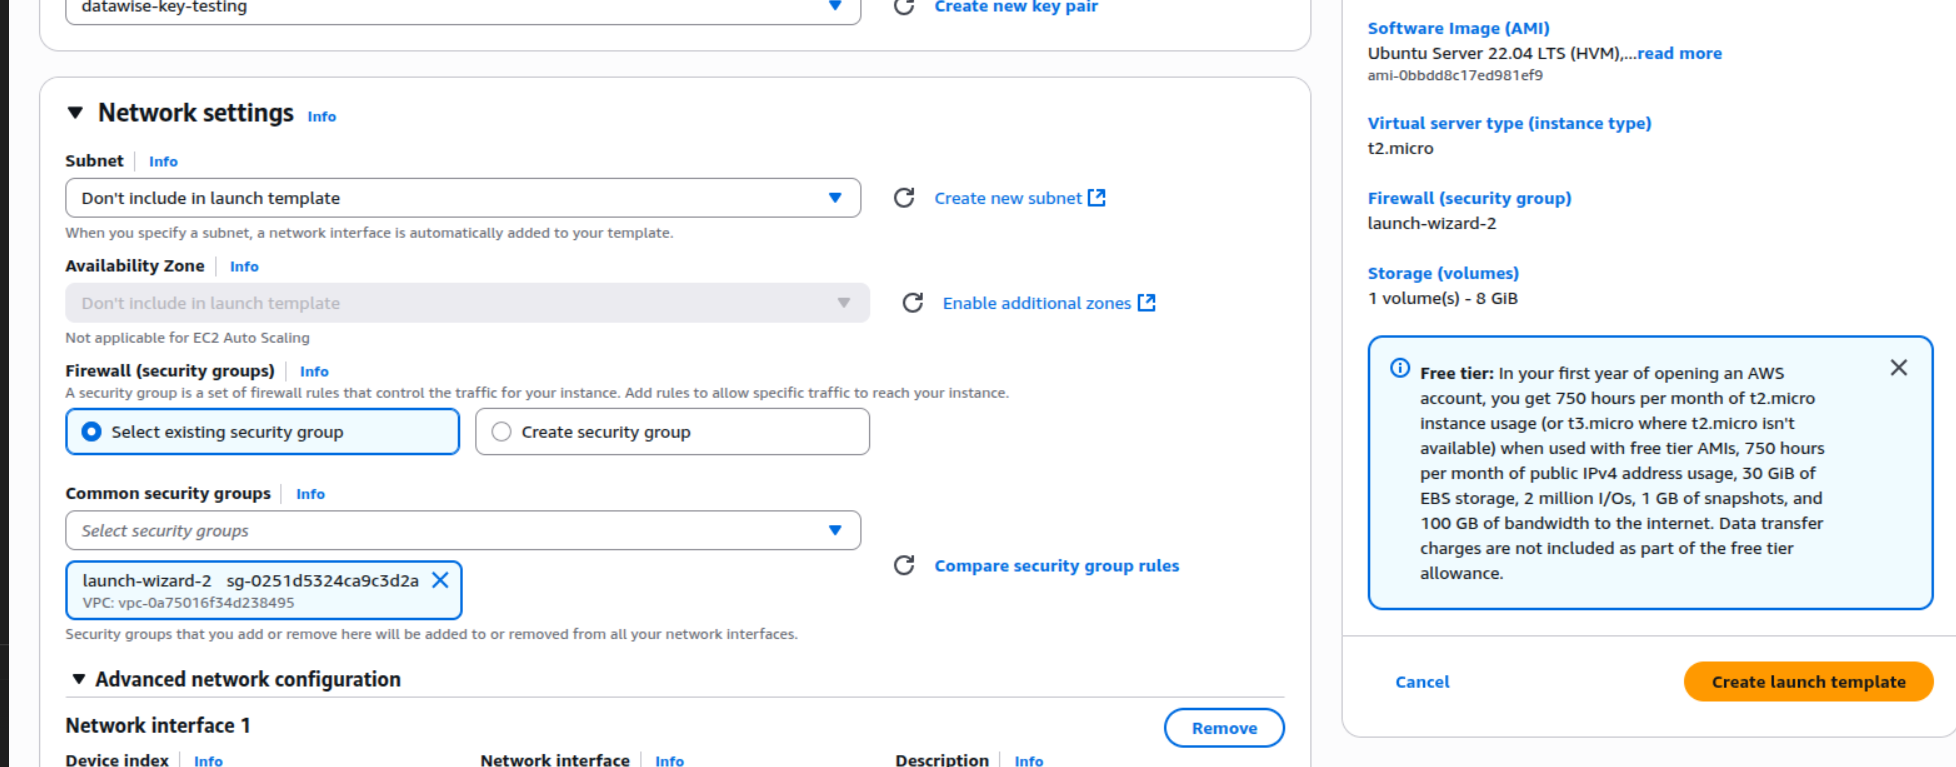 datawise-key-testing
Create new key pair
Network settings Info
Subnet Info
Don't include in launch template
Create new subnet
When you specify a subnet, a network interface is automatically added to your template.
Availability Zone Info
Don't include in launch template
Enable additional zones
Not applicable for EC2 Auto Scaling
Firewall (security groups) Info
A security group is a set of firewall rules that control the traffic for your instance. Add rules to allow specific traffic to reach your instance.
Select existing security group
Create security group
Common security groups Info
Select security groups
launch-wizard-2 sg-0251d5324ca9c3d2a
VPC: vpc-0a75016f34d238495
Compare security group rules
Security groups that you add or remove here will be added to or removed from all your network interfaces.
Advanced network configuration
Network interface 1
Remove
Device index Info
Network interface Info
Description Info
Software Image (AMI)
Ubuntu Server 22.04 LTS (HVM),...read more
ami-0bbdd8c17ed981ef9
Virtual server type (instance type)
t2.micro
Firewall (security group)
launch-wizard-2
Storage (volumes)
1 volume(s) - 8 GiB
Free tier: In your first year of opening an AWS
account, you get 750 hours per month of t2.micro
instance usage (or t3.micro where t2.micro isn't
available) when used with free tier AMIs, 750 hours
per month of public IPv4 address usage, 30 GiB of
EBS storage, 2 million I/Os, 1 GB of snapshots, and
100 GB of bandwidth to the internet. Data transfer
charges are not included as part of the free tier
allowance.
Cancel
Create launch template